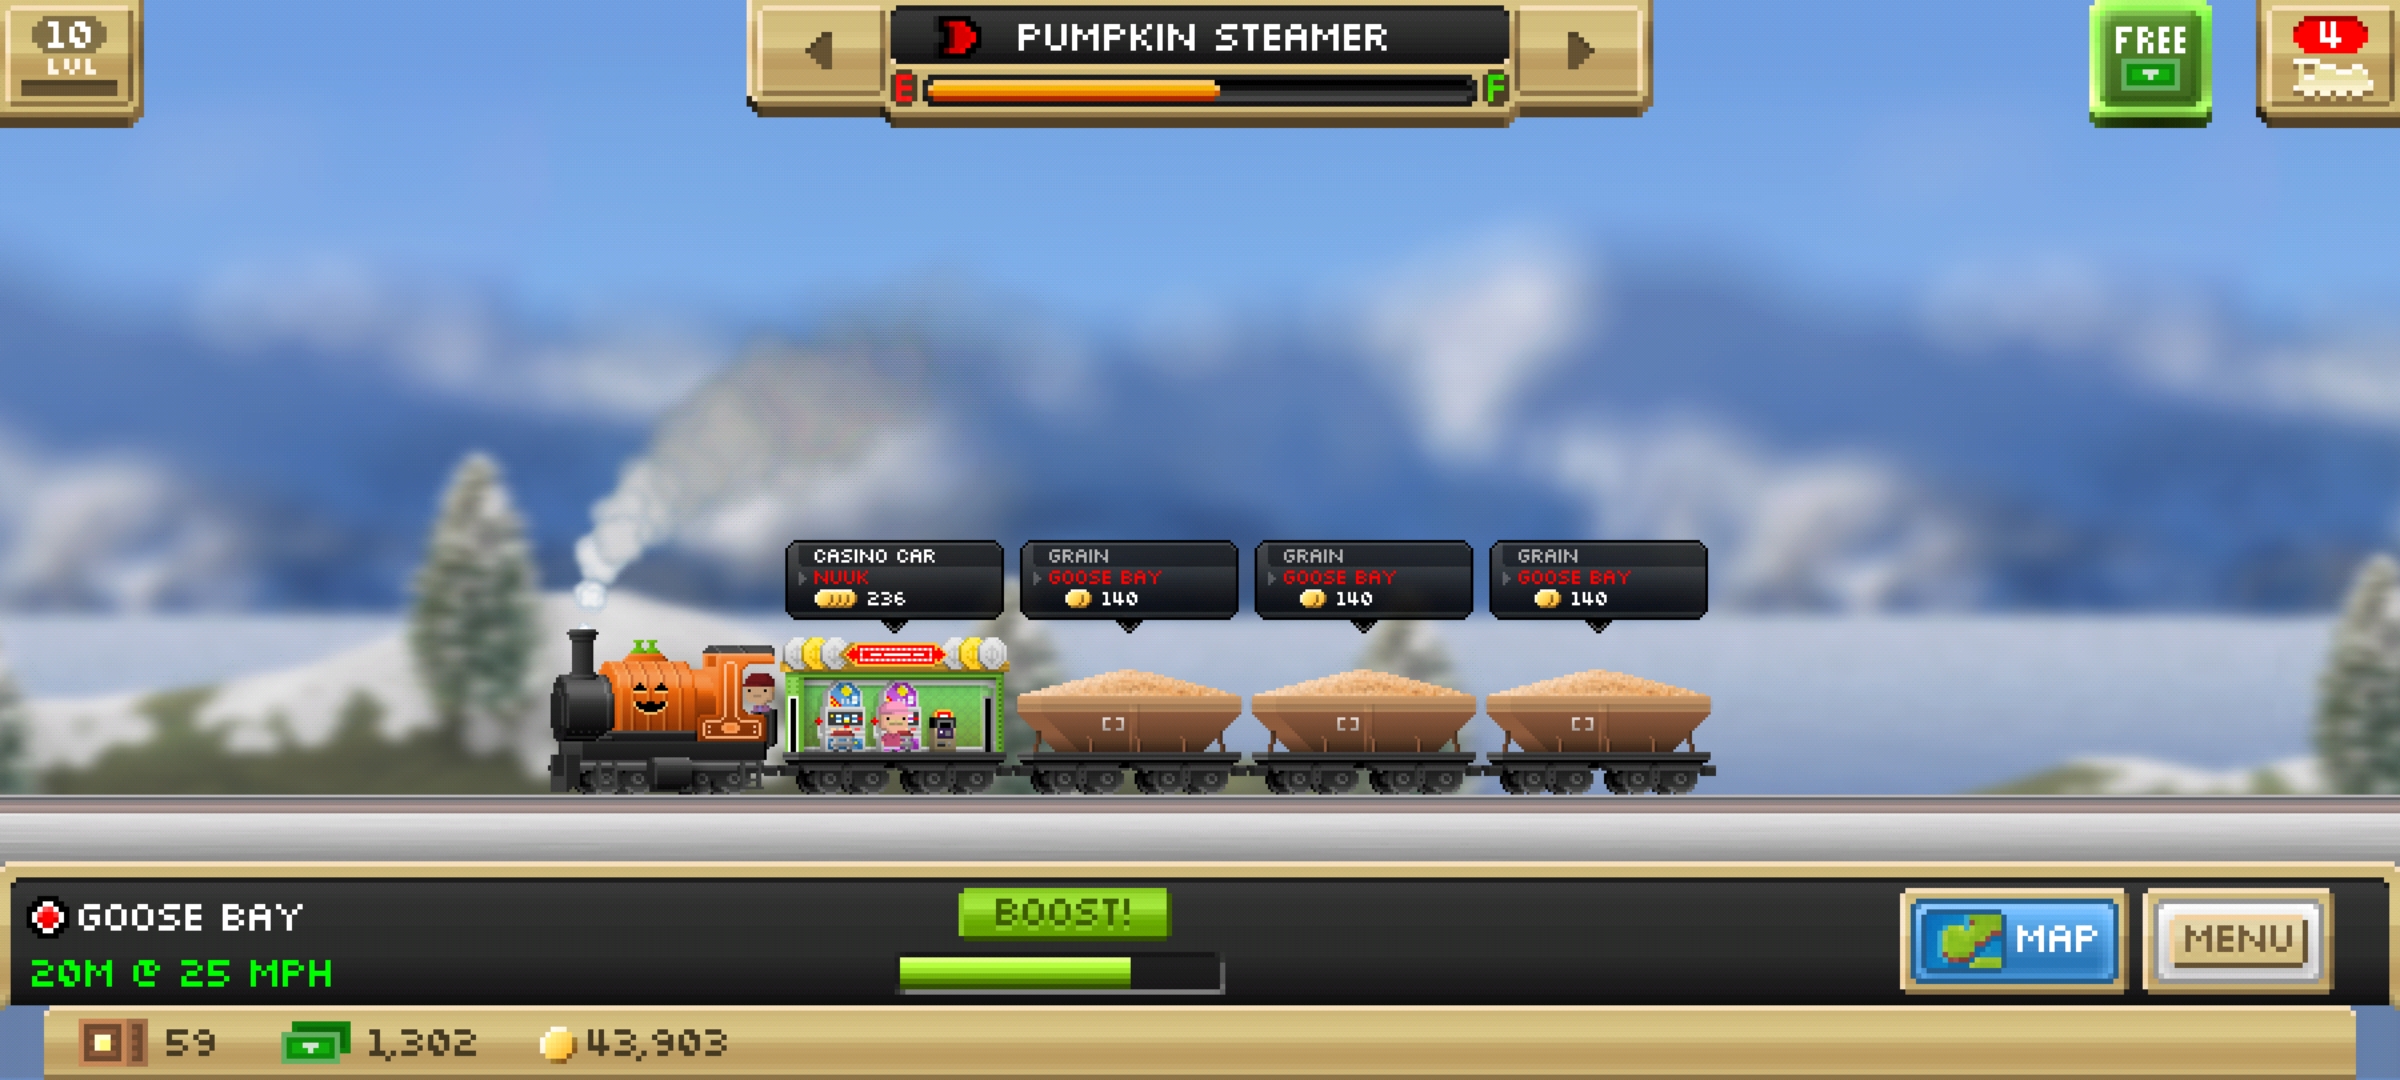 10
LVL
PUMPKIN STEAMER
E F
FREE
4
CASINO CAR
NUUK
236
GRAIN
GOOSE BAY
140
GRAIN
GOOSE BAY
140
GRAIN
GOOSE BAY
140
GOOSE BAY
20M @ 25 MPH
BOOST!
MAP
MENU
59
1,302
43,903